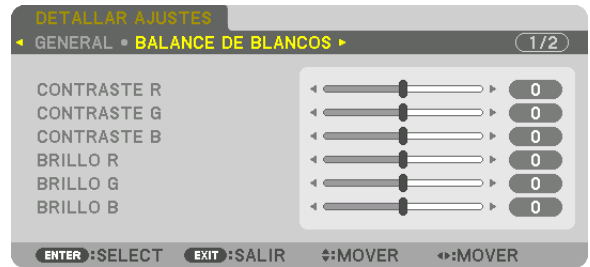 DETALLAR AJUSTES
GENERAL • BALANCE DE BLANCOS 1/2
CONTRASTE R 0
CONTRASTE G 0
CONTRASTE B 0
BRILLO R 0
BRILLO G 0
BRILLO B 0
ENTER :SELECT EXIT :SALIR :MOVER :MOVER